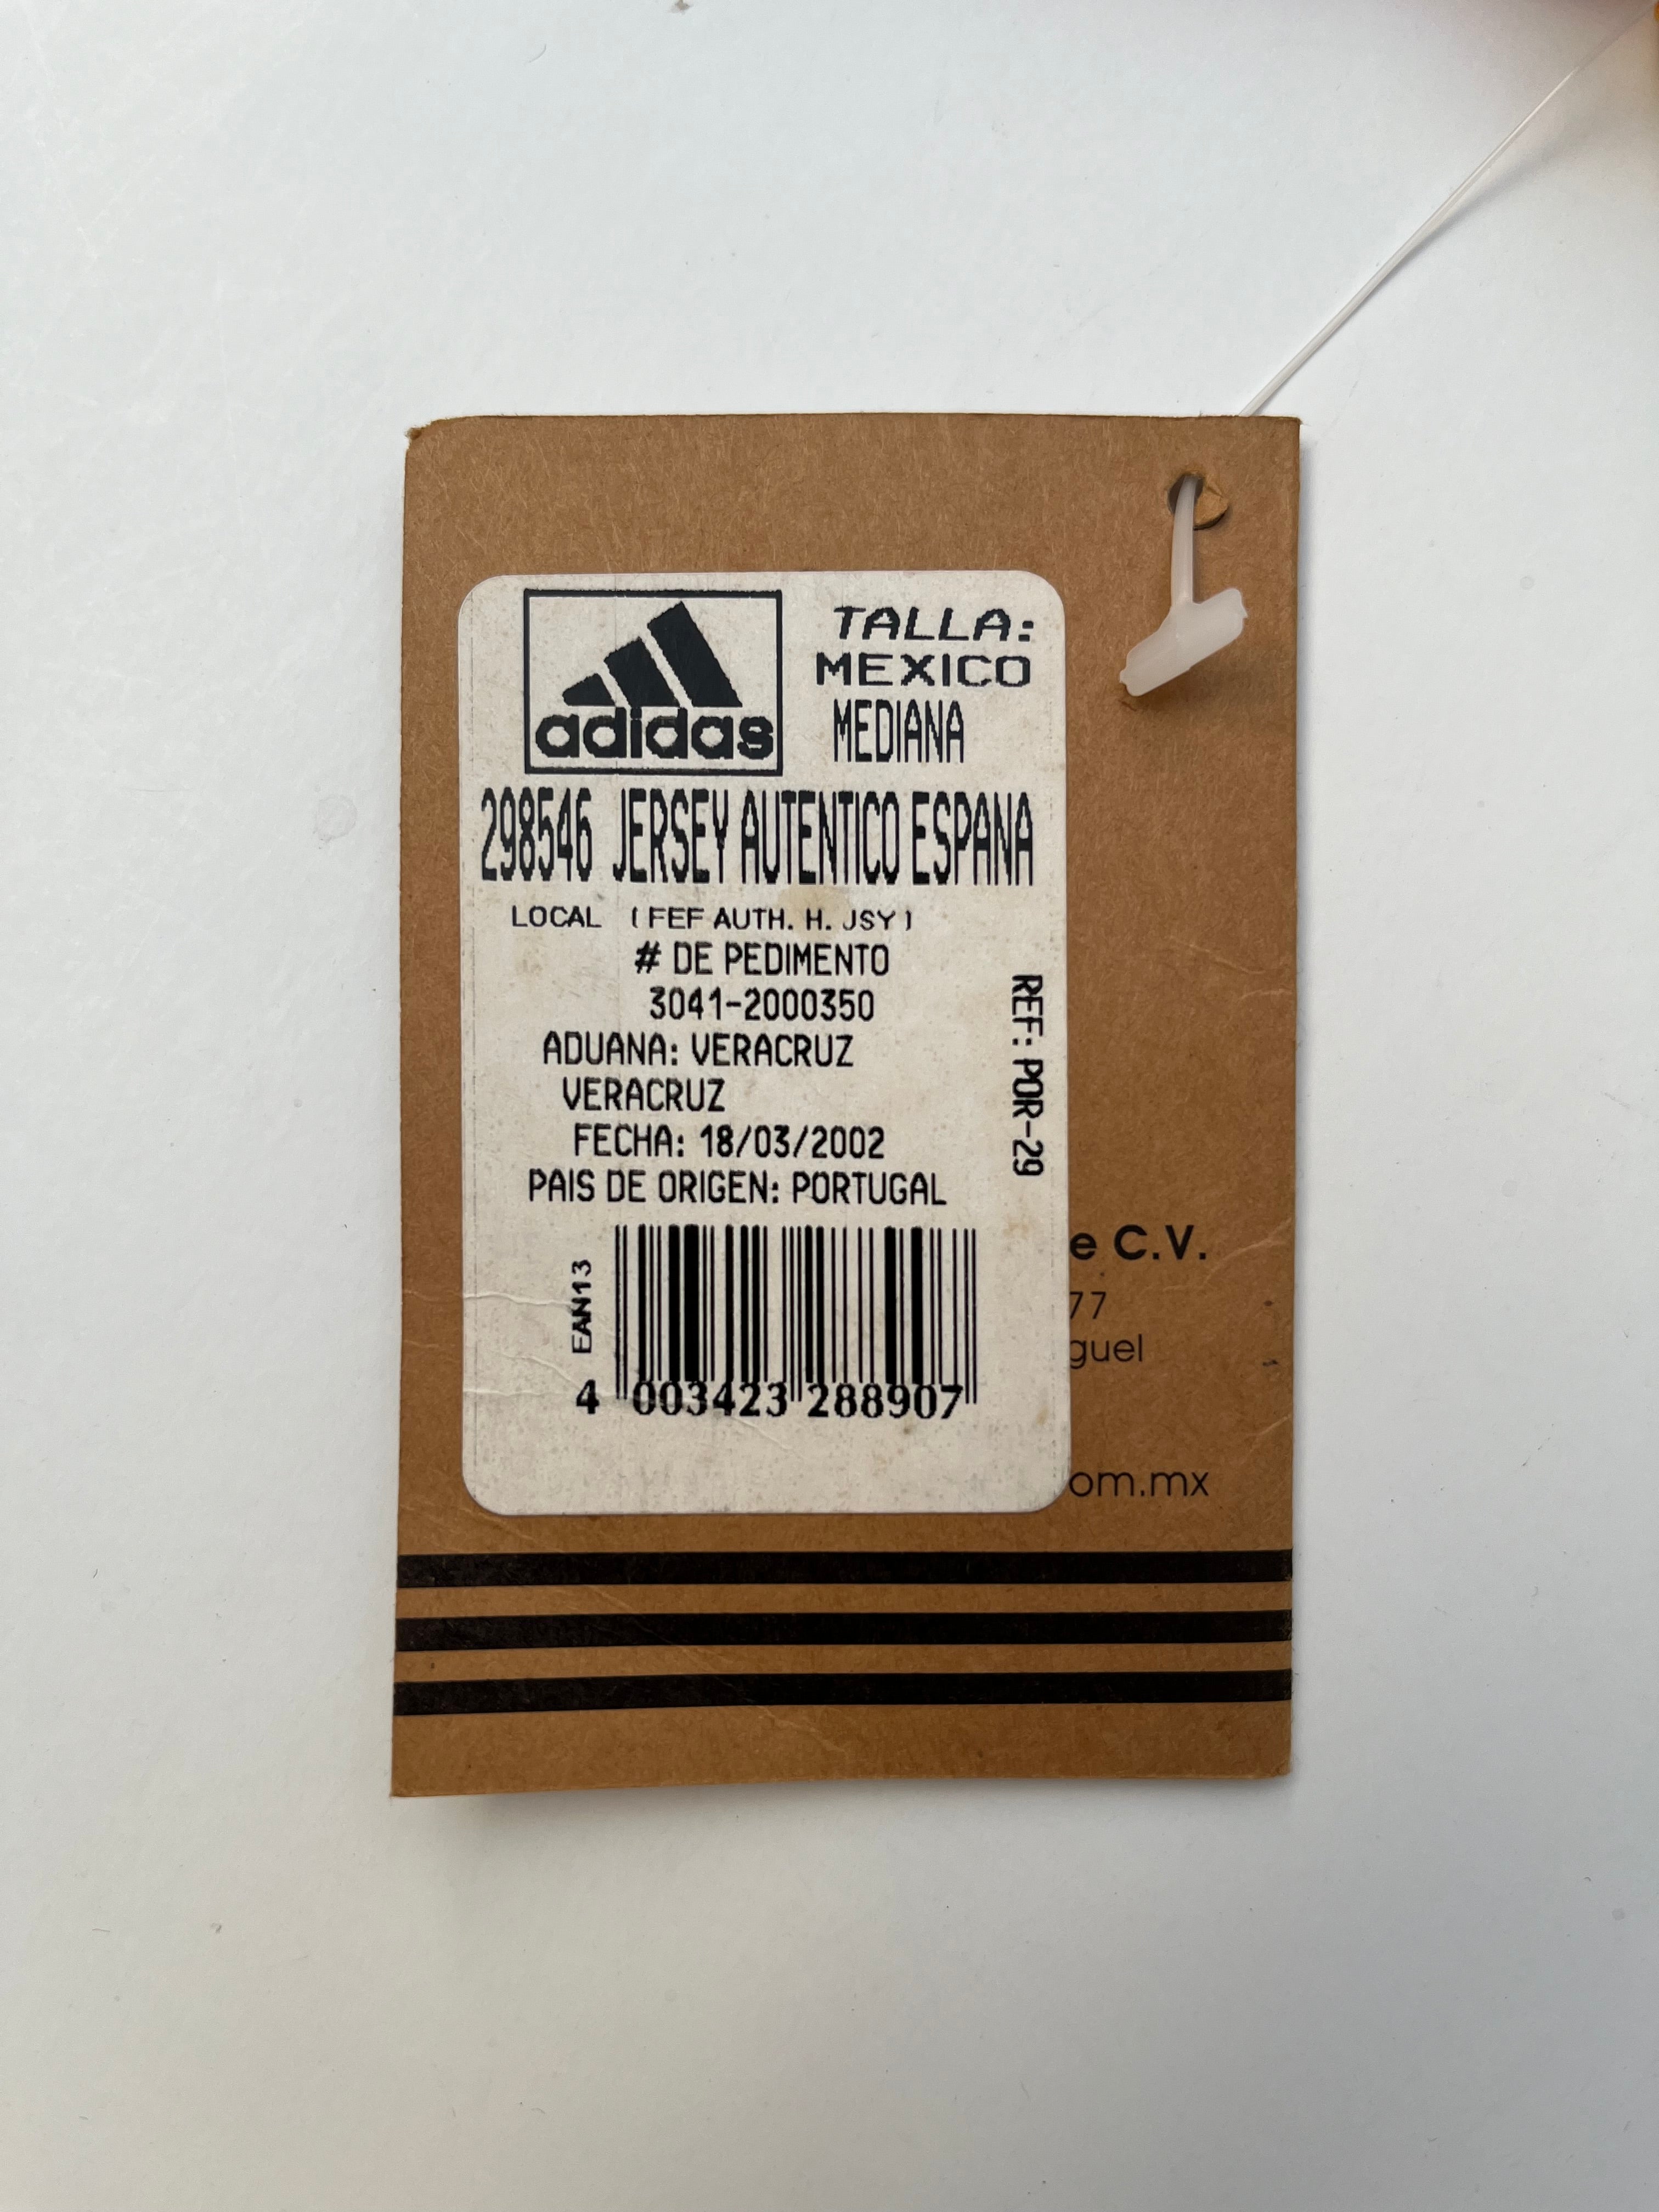 adidas
TALLA:
MEXICO
MEDIANA
298546 JERSEY AUTENTICO ESPANA
LOCAL (FEF AUTH. H. JSY)
# DE PEDIMENTO
3041-2000350
ADUANA: VERACRUZ
VERACRUZ
FECHA: 18/03/2002
PAIS DE ORIGEN: PORTUGAL
REF: POR-29
EAN13
4 003423 288907
e C.V.
77
guel
om.mx